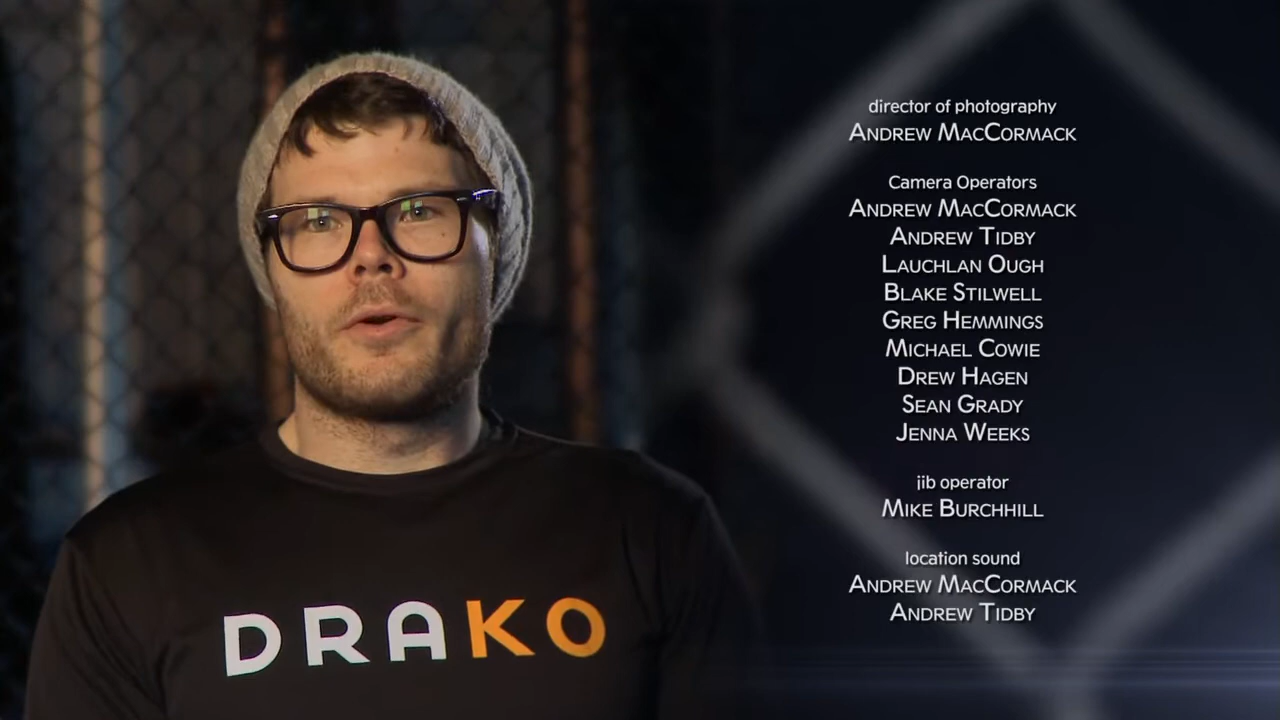 DRAKO
director of photography
ANDREW MACCORMACK
Camera Operators
ANDREW MACCORMACK
ANDREW TIDBY
LAUCHLAN OUGH
BLAKE STILWELL
GREG HEMMINGS
MICHAEL COWIE
DREW HAGEN
SEAN GRADY
JENNA WEEKS
jib operator
MIKE BURCHHILL
location sound
ANDREW MACCORMACK
ANDREW TIDBY